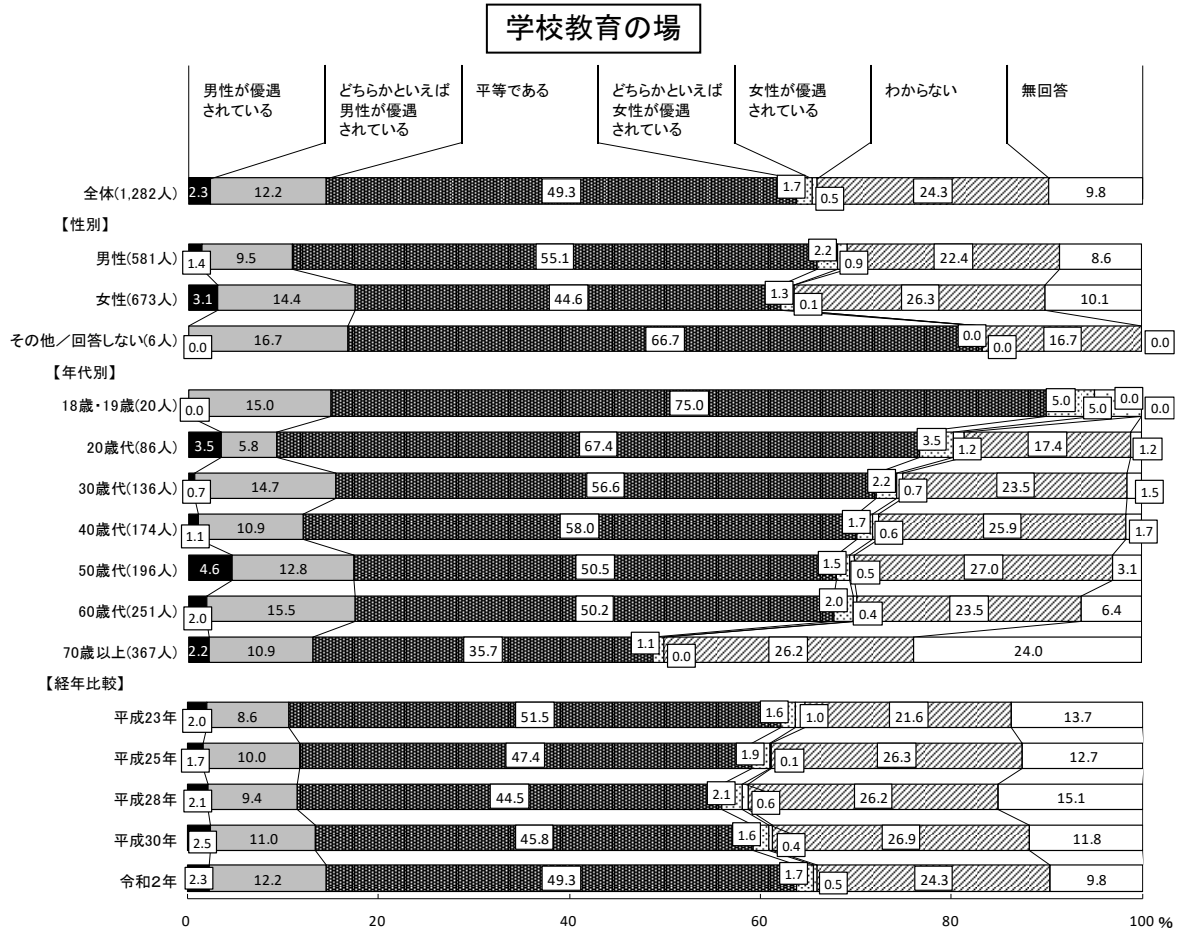 学校教育の場
男性が優遇
されている
どちらかといえば
男性が優遇
されている
平等である
どちらかといえば
女性が優遇
されている
女性が優遇
されている
わからない
無回答
全体(1,282人) 2.3 12.2 49.3 1.7 0.5 24.3 9.8
【性別】
男性(581人) 1.4 9.5 55.1 2.2 0.9 22.4 8.6
女性(673人) 3.1 14.4 44.6 1.3 0.1 26.3 10.1
その他／回答しない(6人) 0.0 16.7 66.7 0.0 0.0 16.7 0.0
【年代別】
18歳・19歳(20人) 0.0 15.0 75.0 5.0 5.0 0.0 0.0
20歳代(86人) 3.5 5.8 67.4 3.5 1.2 17.4 1.2
30歳代(136人) 0.7 14.7 56.6 2.2 0.7 23.5 1.5
40歳代(174人) 1.1 10.9 58.0 1.7 0.6 25.9 1.7
50歳代(196人) 4.6 12.8 50.5 1.5 0.5 27.0 3.1
60歳代(251人) 2.0 15.5 50.2 2.0 0.4 23.5 6.4
70歳以上(367人) 2.2 10.9 35.7 1.1 0.0 26.2 24.0
【経年比較】
平成23年 2.0 8.6 51.5 1.6 1.0 21.6 13.7
平成25年 1.7 10.0 47.4 1.9 0.1 26.3 12.7
平成28年 2.1 9.4 44.5 2.1 0.6 26.2 15.1
平成30年 2.5 11.0 45.8 1.6 0.4 26.9 11.8
令和2年 2.3 12.2 49.3 1.7 0.5 24.3 9.8
0 20 40 60 80 100 %